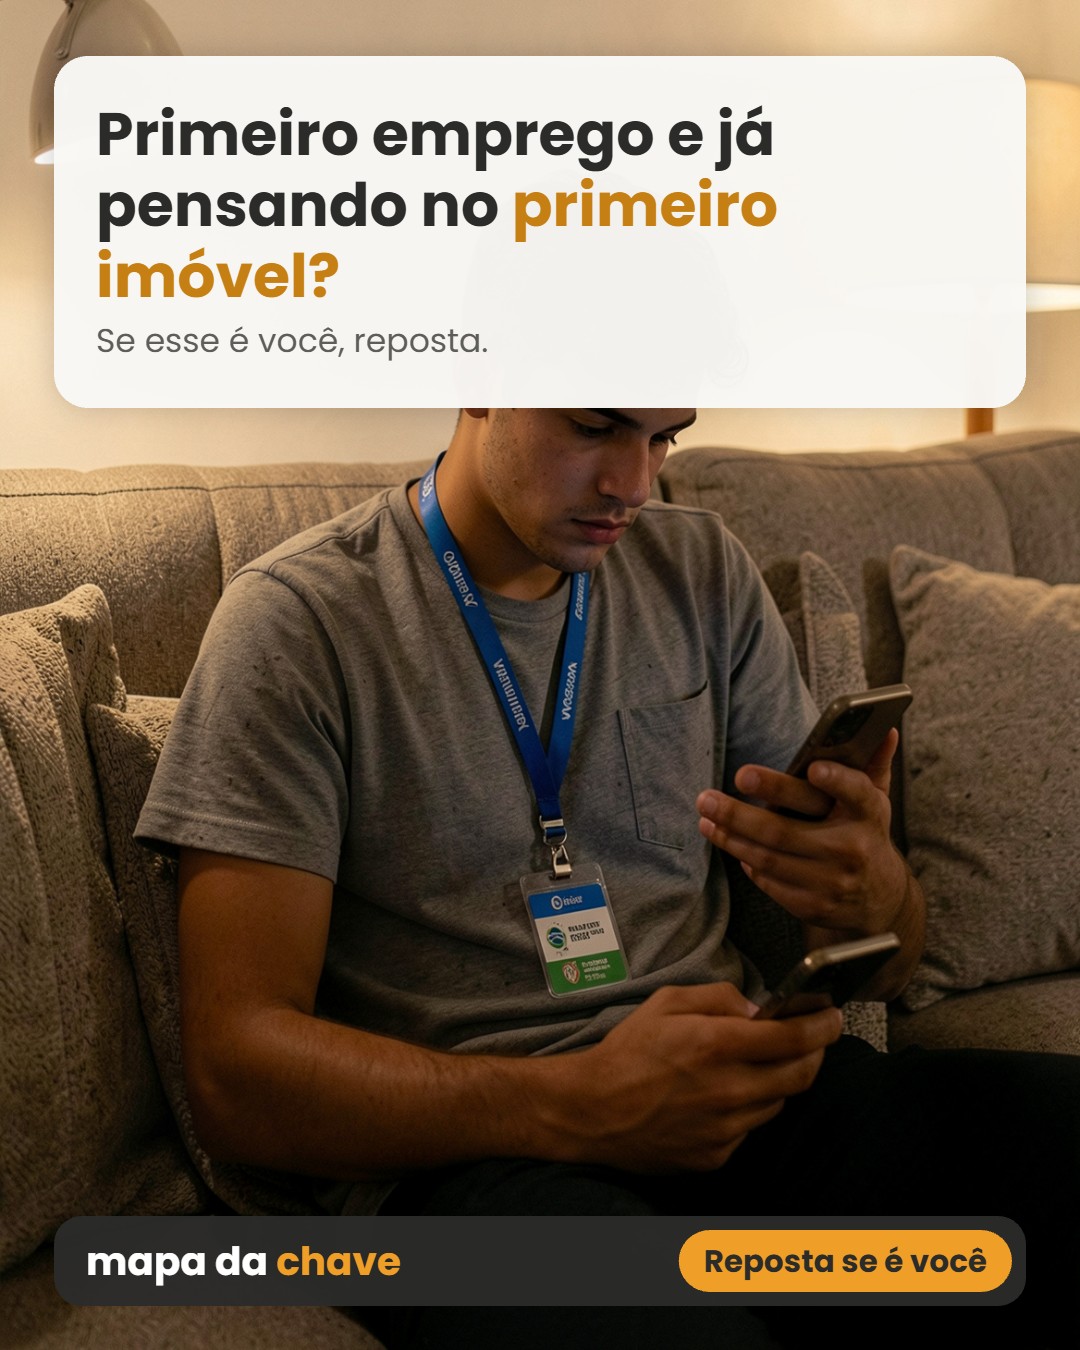 Primeiro emprego e já
pensando no primeiro
imóvel?
Se esse é você, reposta.
mapa da chave
Reposta se é você